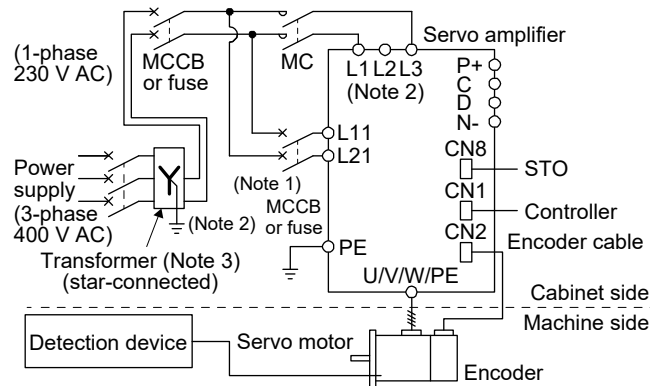 (1-phase
230 V AC)
MCCB
or fuse
MC
Servo amplifier
L1 L2 L3
(Note 2)
P+
C
D
N-
L11
L21
(Note 1)
MCCB
or fuse
CN8
STO
CN1
Controller
CN2
Encoder cable
Power
supply
(3-phase
400 V AC)
(Note 2)
Transformer (Note 3)
(star-connected)
PE
U/V/W/PE
Cabinet side
Machine side
Detection device
Servo motor
Encoder